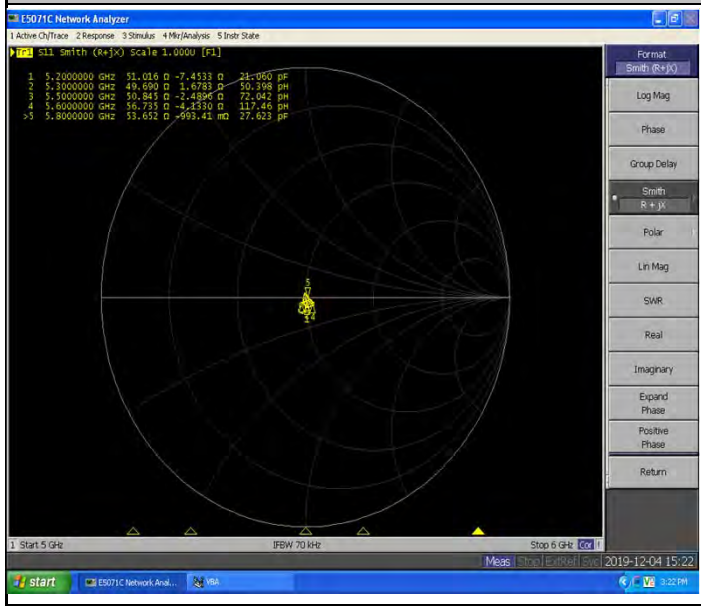 E5071C Network Analyzer
1 Active Ch/Trace 2 Response 3 Stimulus 4 Mkr/Analysis 5 Instr State
Tr1 S11 Smith (R+jX) Scale 1.000U [F1]
1 5.2000000 GHz 51.016 Ω -7.4533 Ω 21.060 pF
2 5.3000000 GHz 49.690 Ω 1.6783 Ω 50.398 pH
3 5.5000000 GHz 50.845 Ω -2.4896 Ω 72.042 pH
4 5.6000000 GHz 56.735 Ω -4.1330 Ω 117.46 pH
>5 5.8000000 GHz 53.652 Ω -993.41 mΩ 27.623 pF
5
4
Format
Smith (R+jX)
Log Mag
Phase
Group Delay
Smith
R + jX
Polar
Lin Mag
SWR
Real
Imaginary
Expand
Phase
Positive
Phase
Return
1 Start 5 GHz IFBW 70 kHz Stop 6 GHz Cor !
Meas Stop ExtRef Svc 2019-12-04 15:22
start E5071C Network Anal... VBA 3:22 PM